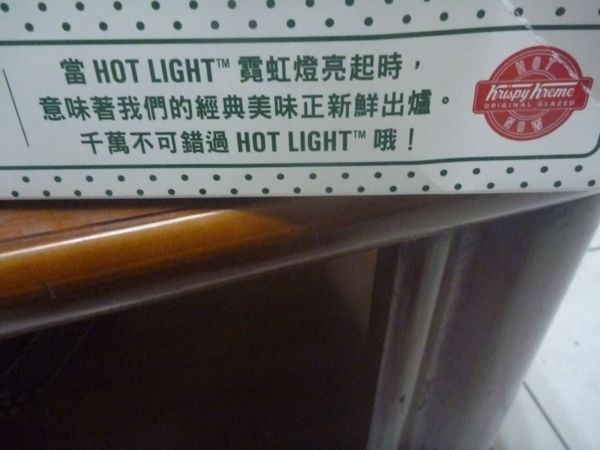 當 HOT LIGHT™ 霓虹燈亮起時，
意味著我們的經典美味正新鮮出爐。
千萬不可錯過 HOT LIGHT™ 哦！
HOT
Krispy Kreme
ORIGINAL GLAZED
NOW